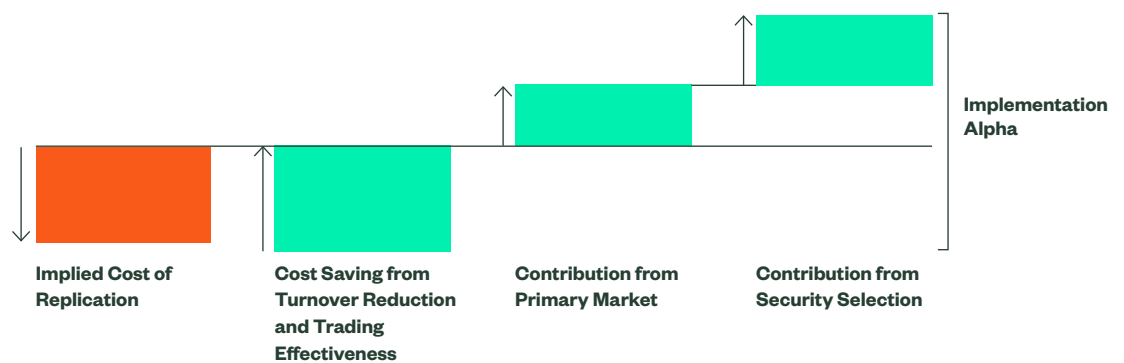 Implementation
Alpha
Implied Cost of
Replication
Cost Saving from
Turnover Reduction
and Trading
Effectiveness
Contribution from
Primary Market
Contribution from
Security Selection